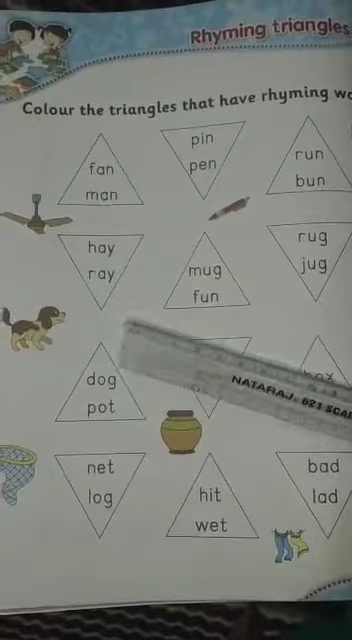 Rhyming triangles
Colour the triangles that have rhyming
fan
man
pin
pen
run
bun
hay
ray
mug
fun
rug
jug
dog
pot
NATARAJ 621
net
log
hit
wet
bad
lad